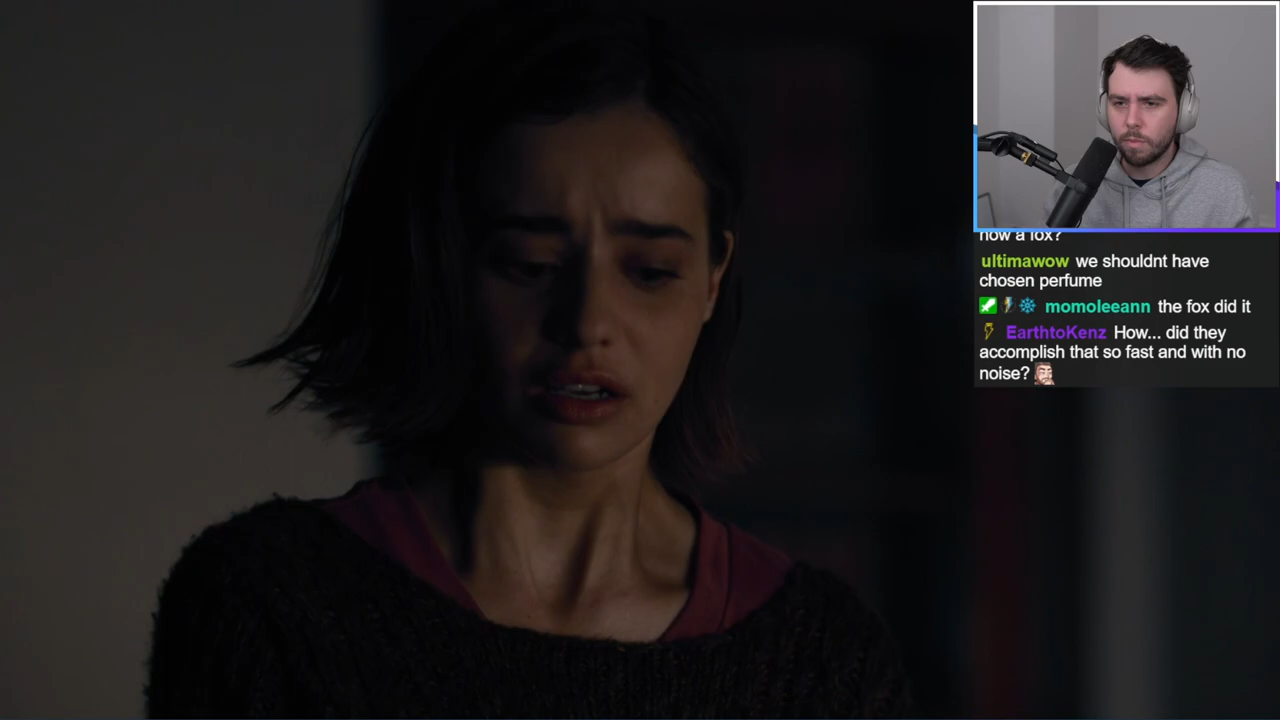 now a fox?
ultimawow we shouldnt have
chosen perfume
momoleeann the fox did it
EarthtoKenz How... did they
accomplish that so fast and with no
noise?